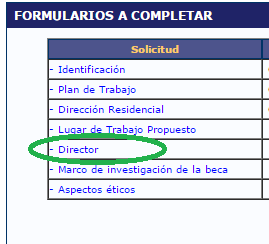 FORMULARIOS A COMPLETAR
Solicitud
- Identificación
- Plan de Trabajo
- Dirección Residencial
- Lugar de Trabajo Propuesto
- Director
- Marco de investigación de la beca
- Aspectos éticos